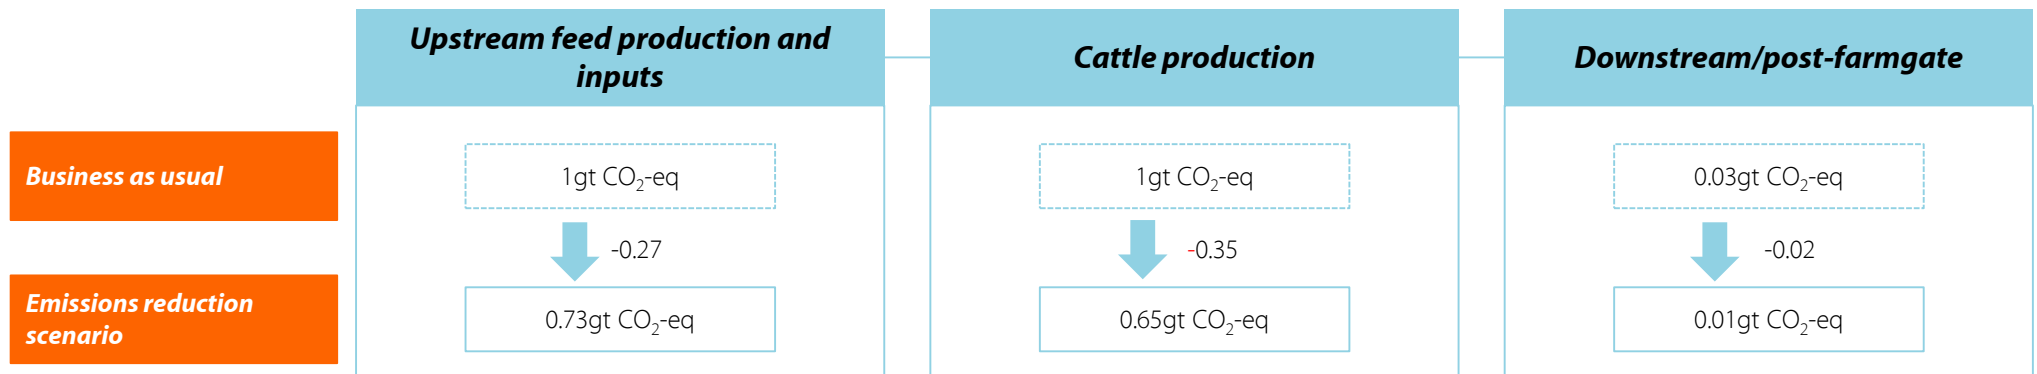 Upstream feed production and
inputs
Cattle production
Downstream/post-farmgate
Business as usual
1gt CO₂-eq
1gt CO₂-eq
0.03gt CO₂-eq
-0.27
-0.35
-0.02
Emissions reduction
scenario
0.73gt CO₂-eq
0.65gt CO₂-eq
0.01gt CO₂-eq